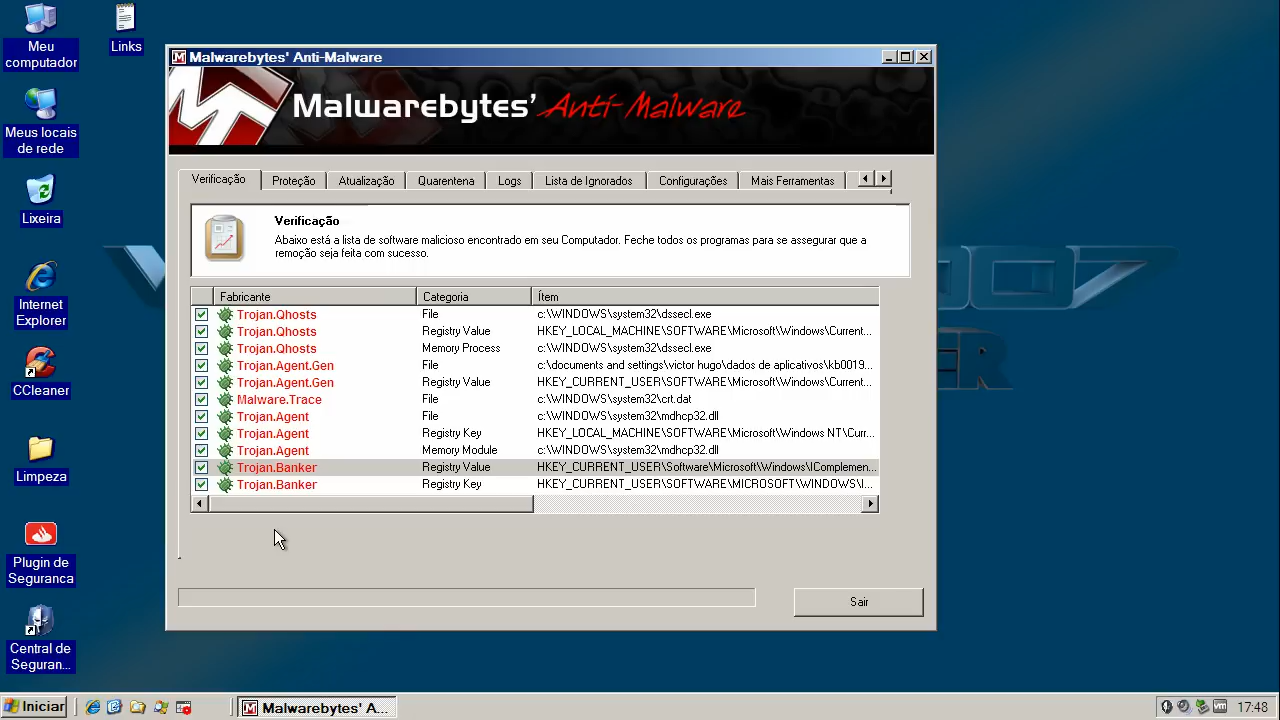 Meu
computador
Links
Meus locais
de rede
Lixeira
Internet
Explorer
CCleaner
Limpeza
Plugin de
Seguranca
Central de
Seguran...
Malwarebytes' Anti-Malware
Malwarebytes' Anti-Malware
Verificação Proteção Atualização Quarentena Logs Lista de Ignorados Configurações Mais Ferramentas
Verificação
Abaixo está a lista de software malicioso encontrado em seu Computador. Feche todos os programas para se assegurar que a
remoção seja feita com sucesso.
Fabricante Categoria Ítem
Trojan.Qhosts File c:\WINDOWS\system32\dssecl.exe
Trojan.Qhosts Registry Value HKEY_LOCAL_MACHINE\SOFTWARE\Microsoft\Windows\Current...
Trojan.Qhosts Memory Process c:\WINDOWS\system32\dssecl.exe
Trojan.Agent.Gen File c:\documents and settings\victor hugo\dados de aplicativos\kb0019...
Trojan.Agent.Gen Registry Value HKEY_CURRENT_USER\SOFTWARE\Microsoft\Windows\Current...
Malware.Trace File c:\WINDOWS\system32\crt.dat
Trojan.Agent File c:\WINDOWS\system32\mdhcp32.dll
Trojan.Agent Registry Key HKEY_LOCAL_MACHINE\SOFTWARE\Microsoft\Windows NT\Curr...
Trojan.Agent Memory Module c:\WINDOWS\system32\mdhcp32.dll
Trojan.Banker Registry Value HKEY_CURRENT_USER\Software\Microsoft\Windows\IComplemen...
Trojan.Banker Registry Key HKEY_CURRENT_USER\SOFTWARE\MICROSOFT\WINDOWS\I...
Sair
Iniciar
Malwarebytes' A...
17:48